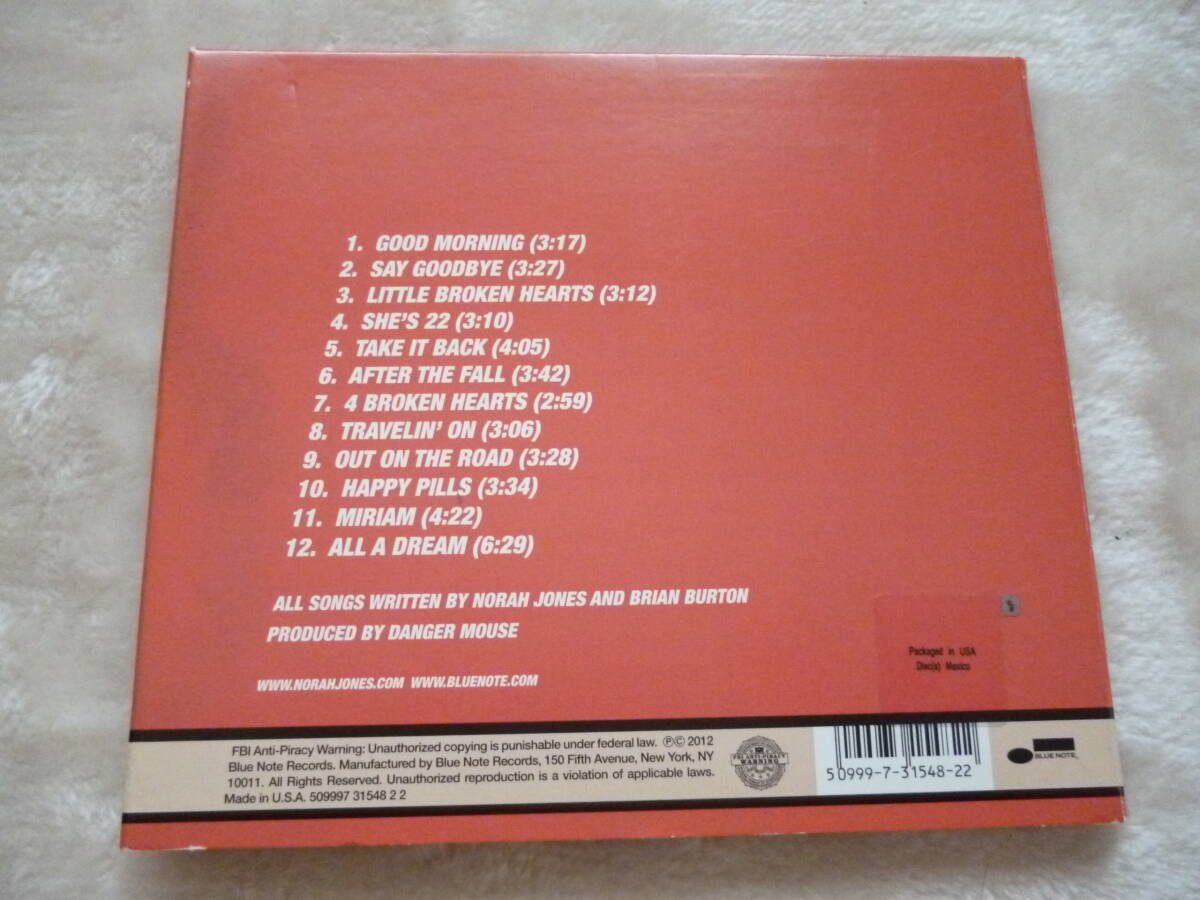 1. GOOD MORNING (3:17)
2. SAY GOODBYE (3:27)
3. LITTLE BROKEN HEARTS (3:12)
4. SHE'S 22 (3:10)
5. TAKE IT BACK (4:05)
6. AFTER THE FALL (3:42)
7. 4 BROKEN HEARTS (2:59)
8. TRAVELIN' ON (3:06)
9. OUT ON THE ROAD (3:28)
10. HAPPY PILLS (3:34)
11. MIRIAM (4:22)
12. ALL A DREAM (6:29)
ALL SONGS WRITTEN BY NORAH JONES AND BRIAN BURTON
PRODUCED BY DANGER MOUSE
WWW.NORAHJONES.COM WWW.BLUENOTE.COM
Packaged in USA
Disc(s) Mexico
FBI Anti-Piracy Warning: Unauthorized copying is punishable under federal law. ℗© 2012
Blue Note Records. Manufactured by Blue Note Records, 150 Fifth Avenue, New York, NY
10011. All Rights Reserved. Unauthorized reproduction is a violation of applicable laws.
Made in U.S.A. 509997 31548 2 2
FBI ANTI-PIRACY
WARNING
5 0999-7-31548-22
BLUE NOTE